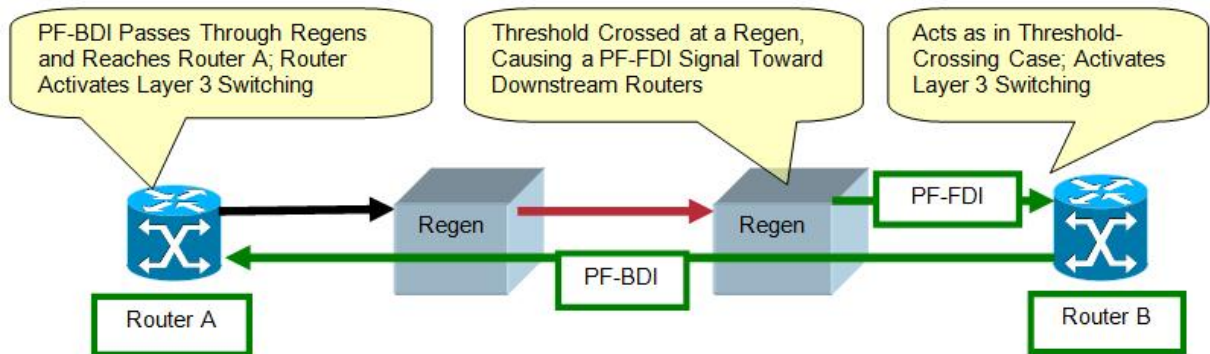 PF-BDI Passes Through Regens
and Reaches Router A; Router
Activates Layer 3 Switching
Threshold Crossed at a Regen,
Causing a PF-FDI Signal Toward
Downstream Routers
Acts as in Threshold-
Crossing Case; Activates
Layer 3 Switching
Regen
Regen
PF-FDI
PF-BDI
Router A
Router B